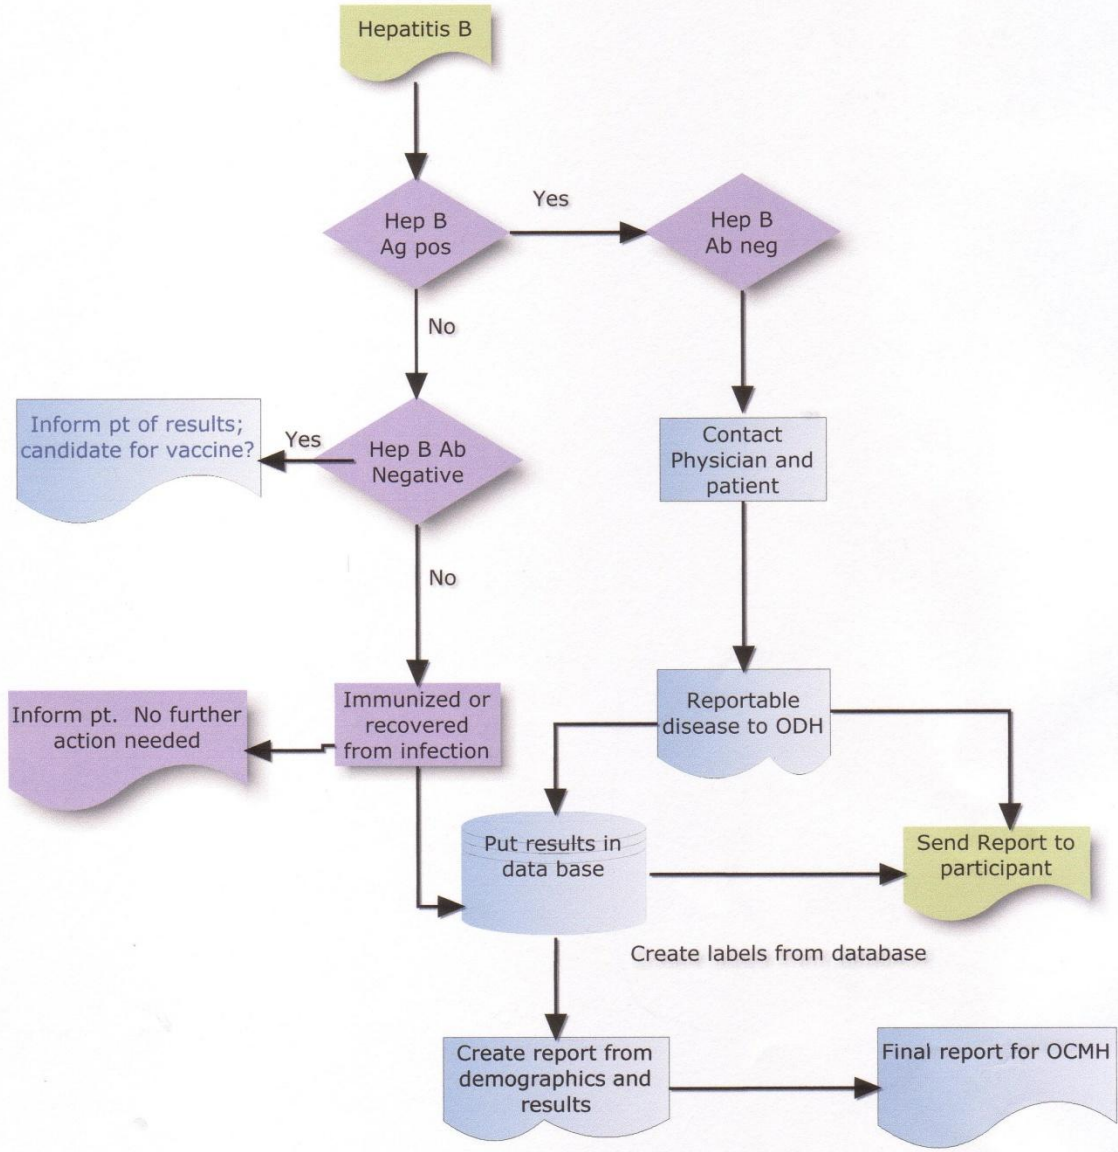 Hepatitis B
Hep B
Ag pos
Yes
Hep B
Ab neg
No
Inform pt of results;
candidate for vaccine?
Yes
Hep B Ab
Negative
Contact
Physician and
patient
No
Inform pt.  No further
action needed
Immunized or
recovered
from infection
Reportable
disease to ODH
Put results in
data base
Send Report to
participant
Create labels from database
Create report from
demographics and
results
Final report for OCMH